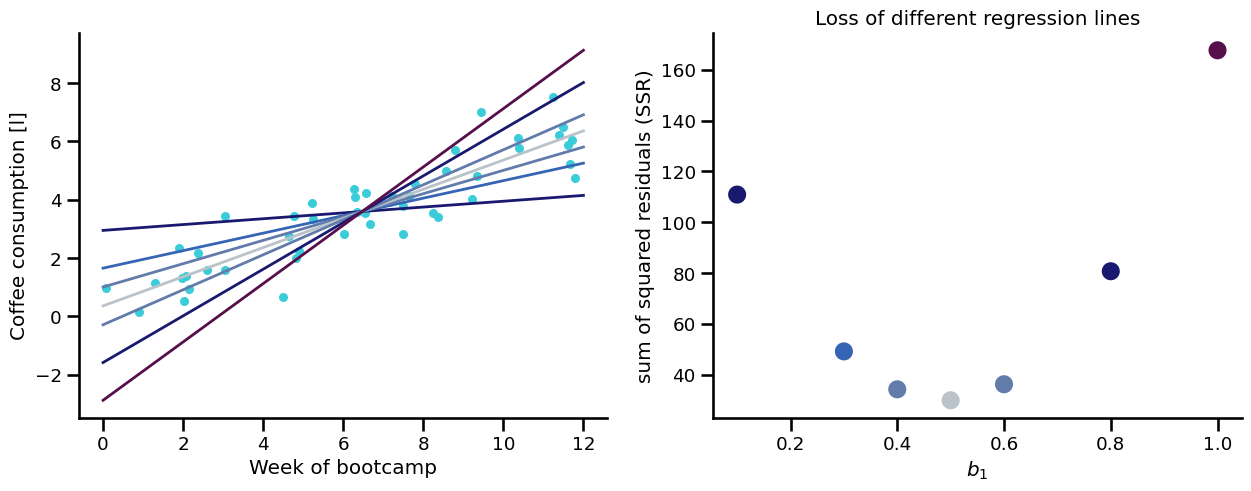 Coffee consumption [l]
8
6
4
2
0
−2
0 2 4 6 8 10 12
Week of bootcamp
Loss of different regression lines
sum of squared residuals (SSR)
160
140
120
100
80
60
40
0.2 0.4 0.6 0.8 1.0
b₁